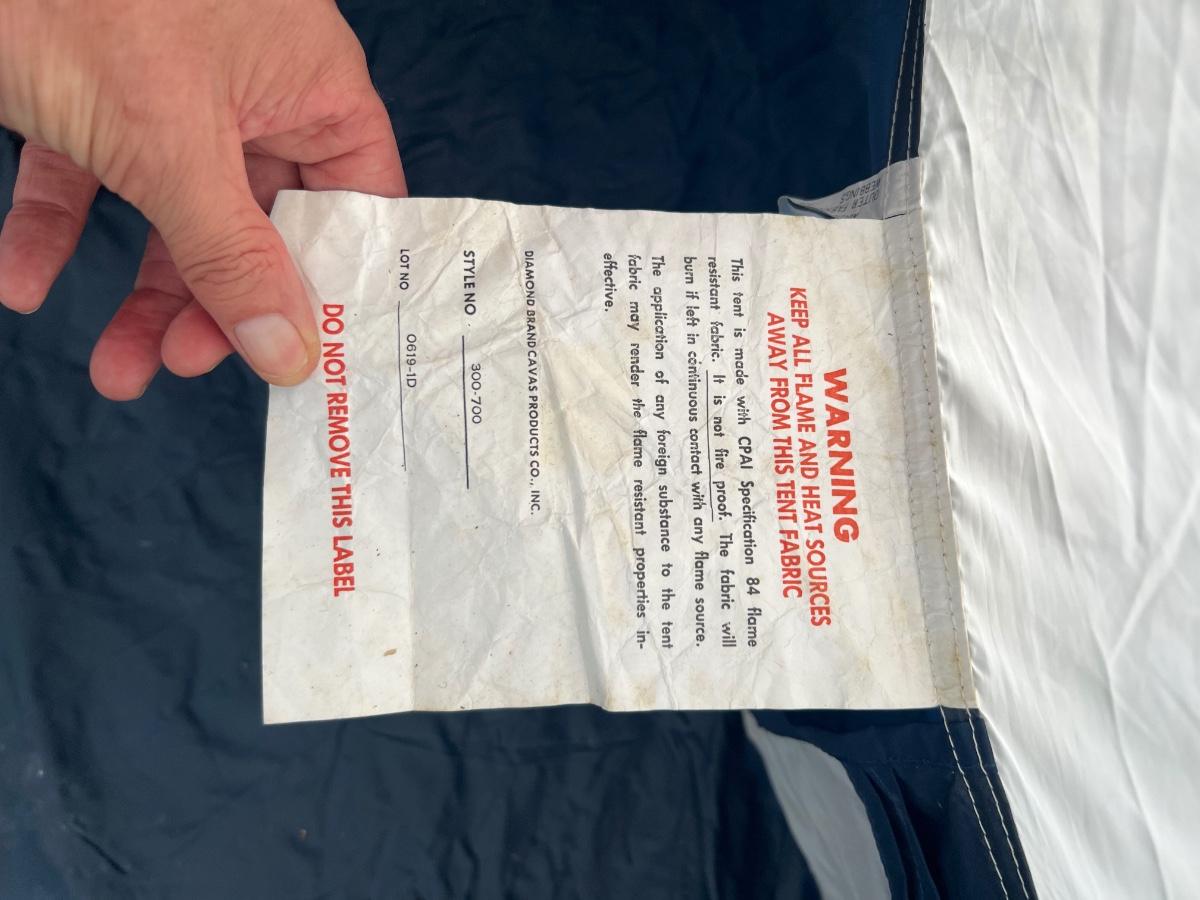 WARNING
KEEP ALL FLAME AND HEAT SOURCES
AWAY FROM THIS TENT FABRIC
This tent is made with CPAI Specification 84 flame
resistant fabric. It is not fire proof. The fabric will
burn if left in continuous contact with any flame source.
The application of any foreign substance to the tent
fabric may render the flame resistant properties in-
effective.
DIAMOND BRAND CAVAS PRODUCTS CO., INC.
STYLE NO. 300-700
LOT NO 0619-1D
DO NOT REMOVE THIS LABEL
OUTER
WEBBINGS